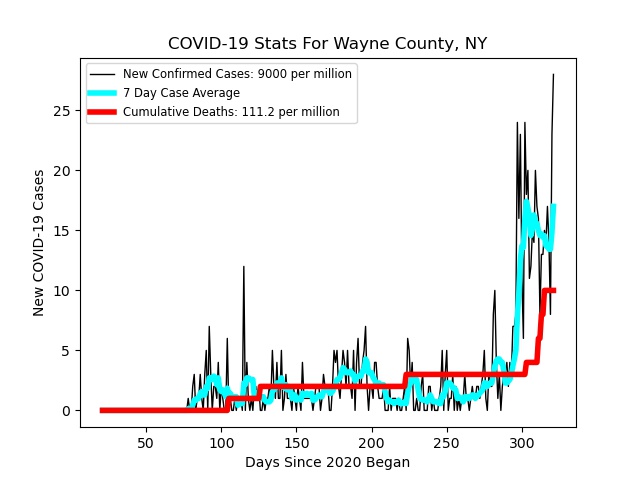 COVID-19 Stats For Wayne County, NY
New Confirmed Cases: 9000 per million
7 Day Case Average
Cumulative Deaths: 111.2 per million
New COVID-19 Cases
25
20
15
10
5
0
50 100 150 200 250 300
Days Since 2020 Began